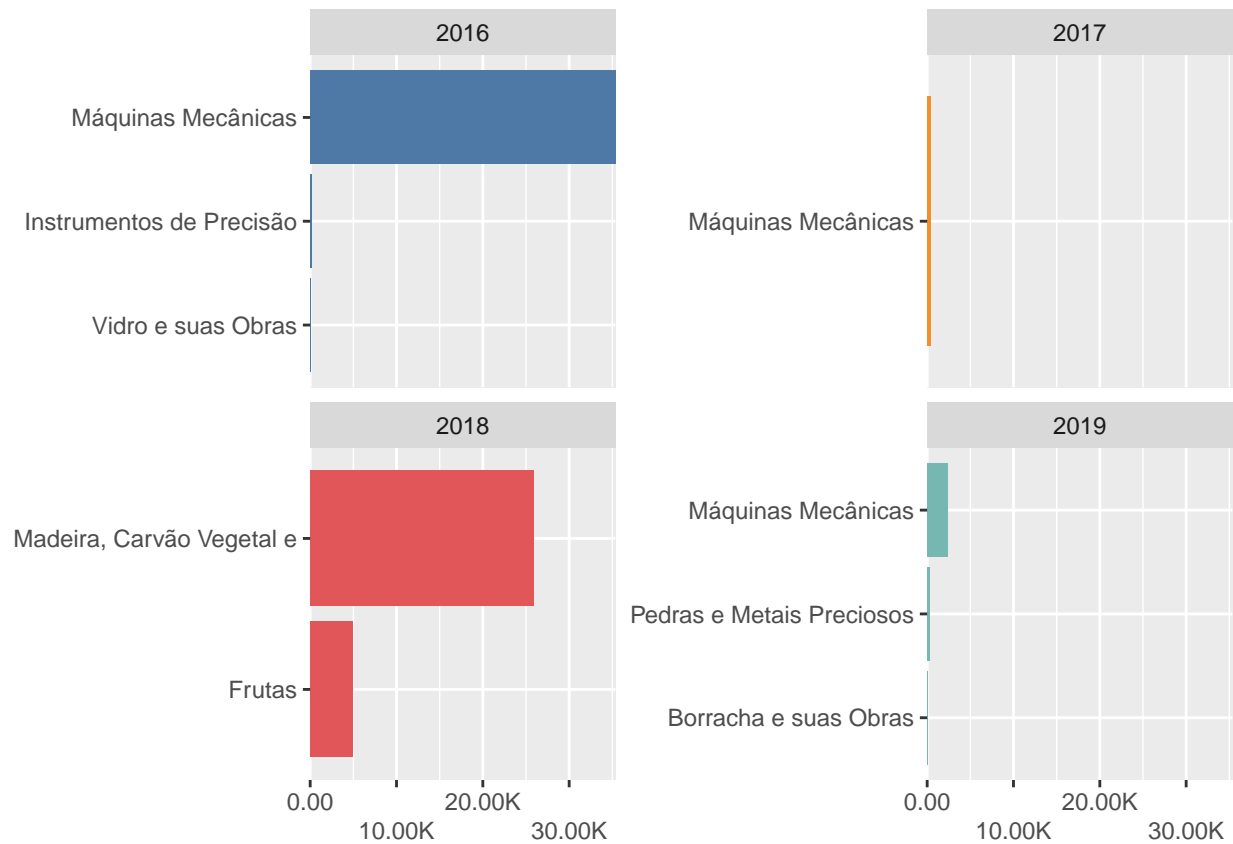 2016
Máquinas Mecânicas
Instrumentos de Precisão
Vidro e suas Obras
2017
Máquinas Mecânicas
2018
Madeira, Carvão Vegetal e
Frutas
0.00
10.00K
20.00K
30.00K
2019
Máquinas Mecânicas
Pedras e Metais Preciosos
Borracha e suas Obras
0.00
10.00K
20.00K
30.00K